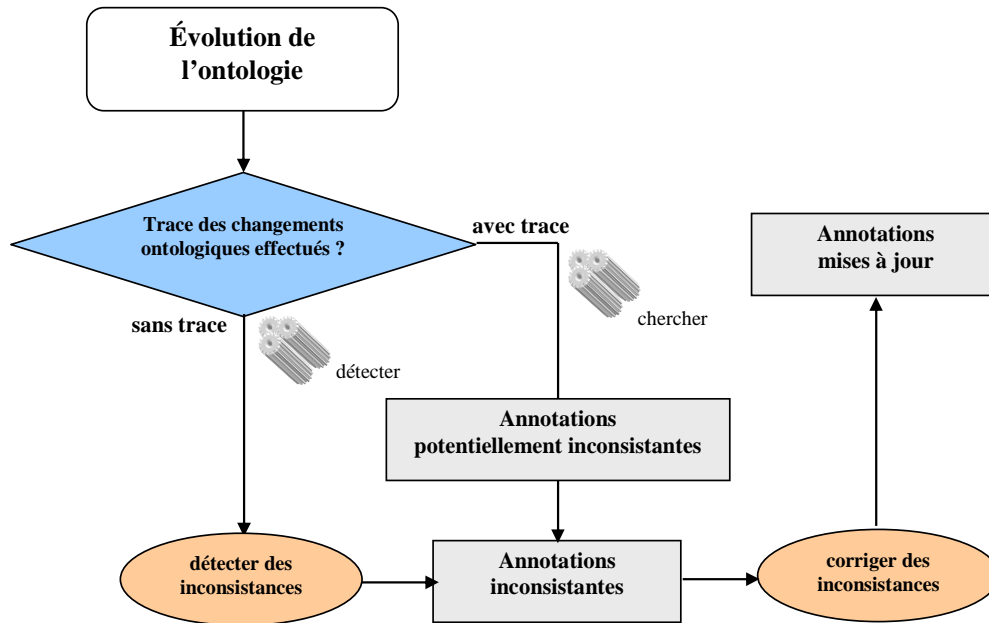 Évolution de
l'ontologie
Trace des changements
ontologiques effectués ?
avec trace
chercher
sans trace
détecter
Annotations
mises à jour
Annotations
potentiellement inconsistantes
détecter des
inconsistances
Annotations
inconsistantes
corriger des
inconsistances